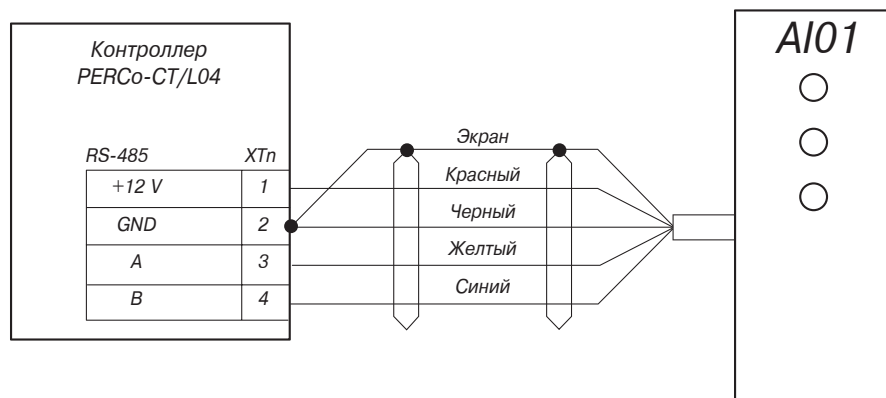 Контроллер
PERCo-CT/L04
AI01
RS-485 XTn
+12 V 1
GND 2
A 3
B 4
Экран
Красный
Черный
Желтый
Синий